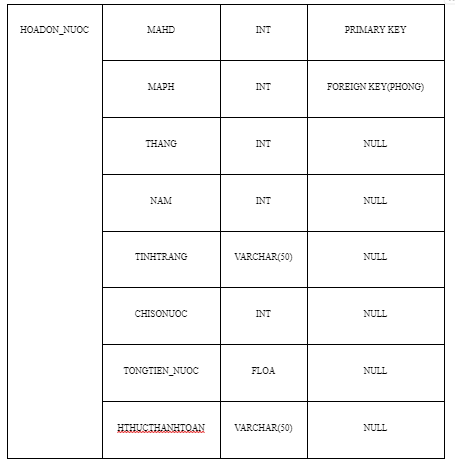 HOADON_NUOC MAHD INT PRIMARY KEY
MAPH INT FOREIGN KEY(PHONG)
THANG INT NULL
NAM INT NULL
TINHTRANG VARCHAR(50) NULL
CHISONUOC INT NULL
TONGTIEN_NUOC FLOA NULL
HTHUCTHANHTOAN VARCHAR(50) NULL